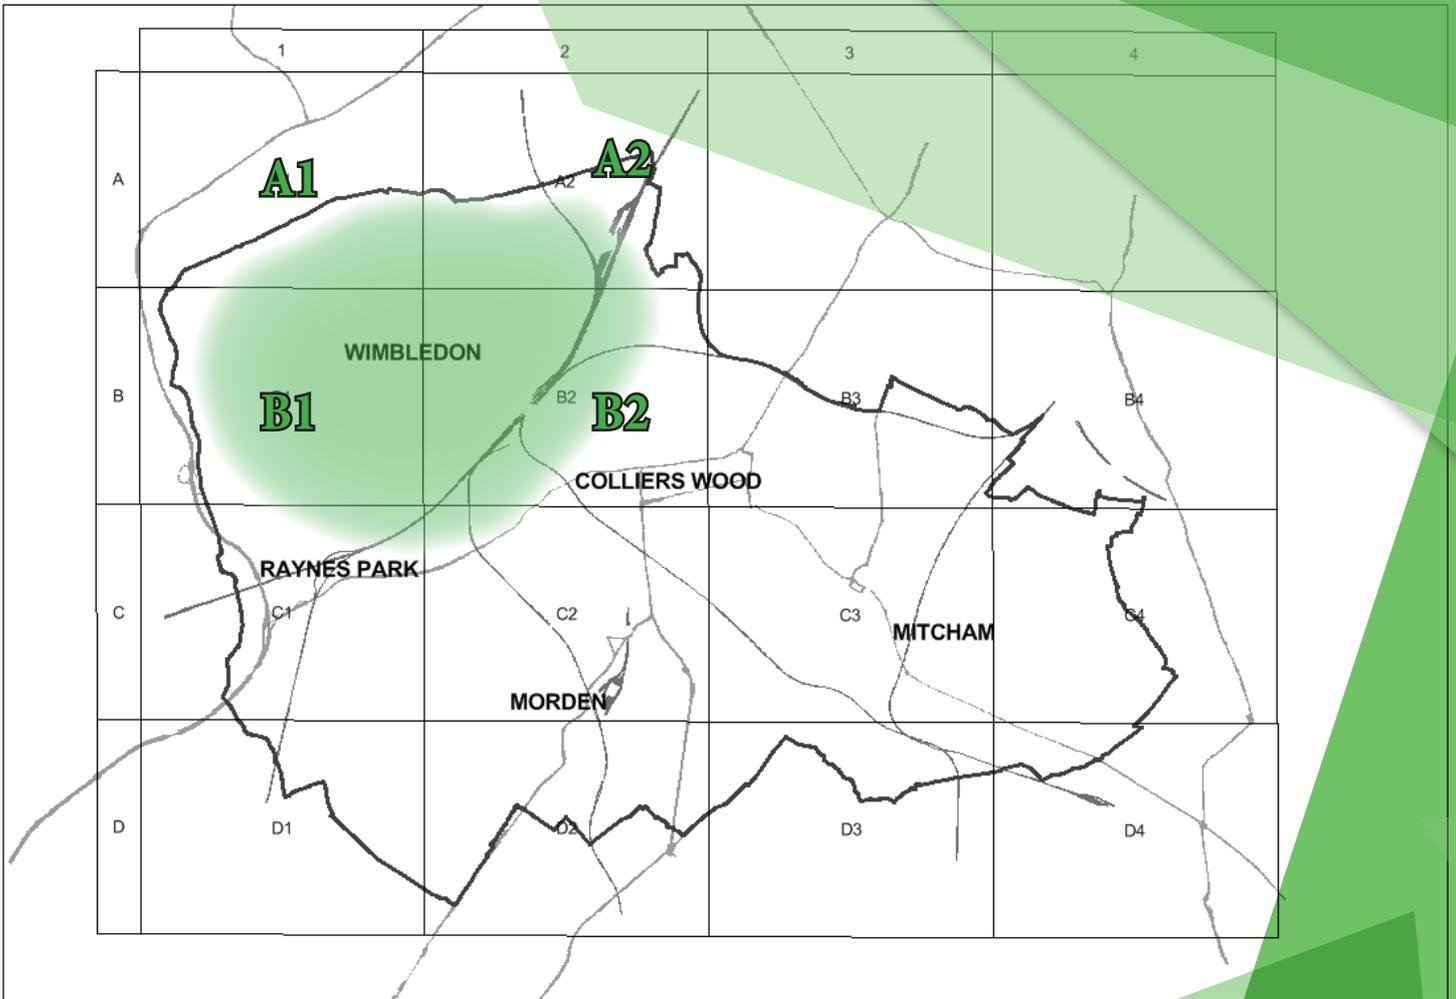 1 2 3 4
A1 A2
A A2
WIMBLEDON
B B1 B2 B2 B3 B4
COLLIERS WOOD
RAYNES PARK
C C1 C2 C3 C4
MITCHAM
MORDEN
D D1 D2 D3 D4